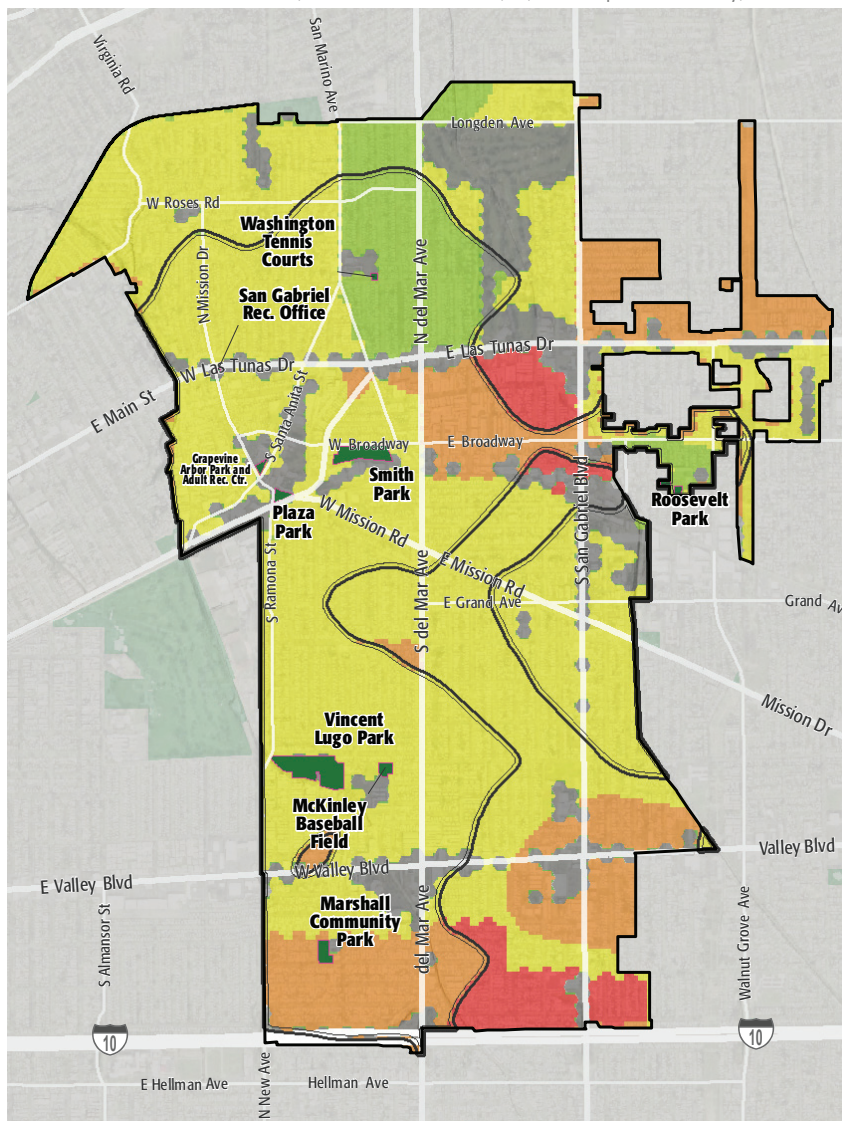 Virginia Rd
San Marino Ave
Longden Ave
W Roses Rd
Washington
Tennis
Courts
N Mission Dr
N del Mar Ave
San Gabriel
Rec. Office
E Las Tunas Dr
W Las Tunas Dr
E Main St
S Santa Anita St
W Broadway
E Broadway
Grapevine
Arbor Park and
Adult Rec. Ctr.
Smith
Park
S San Gabriel Blvd
Roosevelt
Park
Plaza
Park
W Mission Rd
E Mission Rd
S Ramona St
S del Mar Ave
E Grand Ave
Grand Av
Mission Dr
Vincent
Lugo Park
McKinley
Baseball
Field
W Valley Blvd
Valley Blvd
E Valley Blvd
Marshall
Community
Park
S Almansor St
del Mar Ave
Walnut Grove Ave
10
10
N New Ave
E Hellman Ave
Hellman Ave